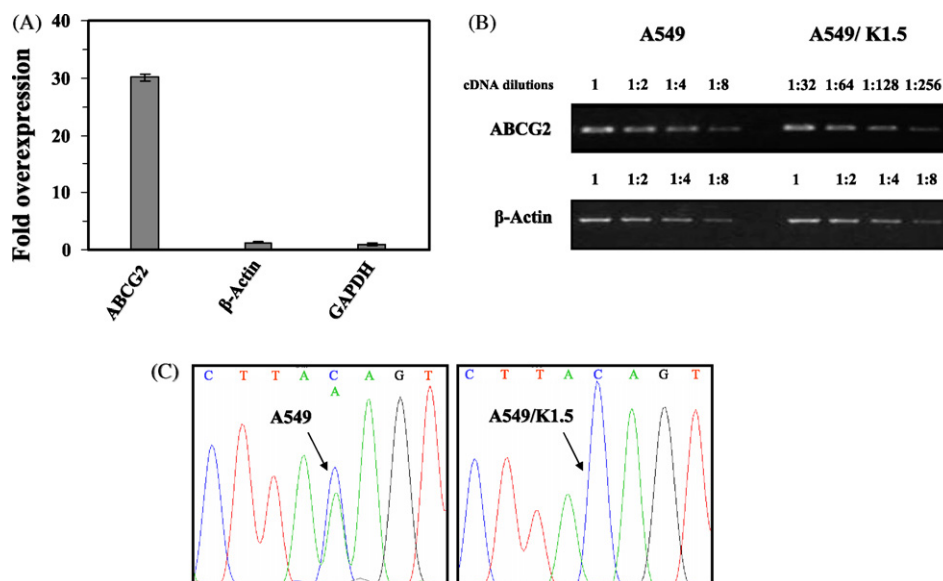 (A)
Fold overexpression
40
30
20
10
0
ABCG2
β-Actin
GAPDH
(B)
A549 A549/ K1.5
cDNA dilutions 1 1:2 1:4 1:8 1:32 1:64 1:128 1:256
ABCG2
1 1:2 1:4 1:8 1 1:2 1:4 1:8
β-Actin
(C)
C T T A C A G T
A
A549
C T T A C A G T
A549/K1.5